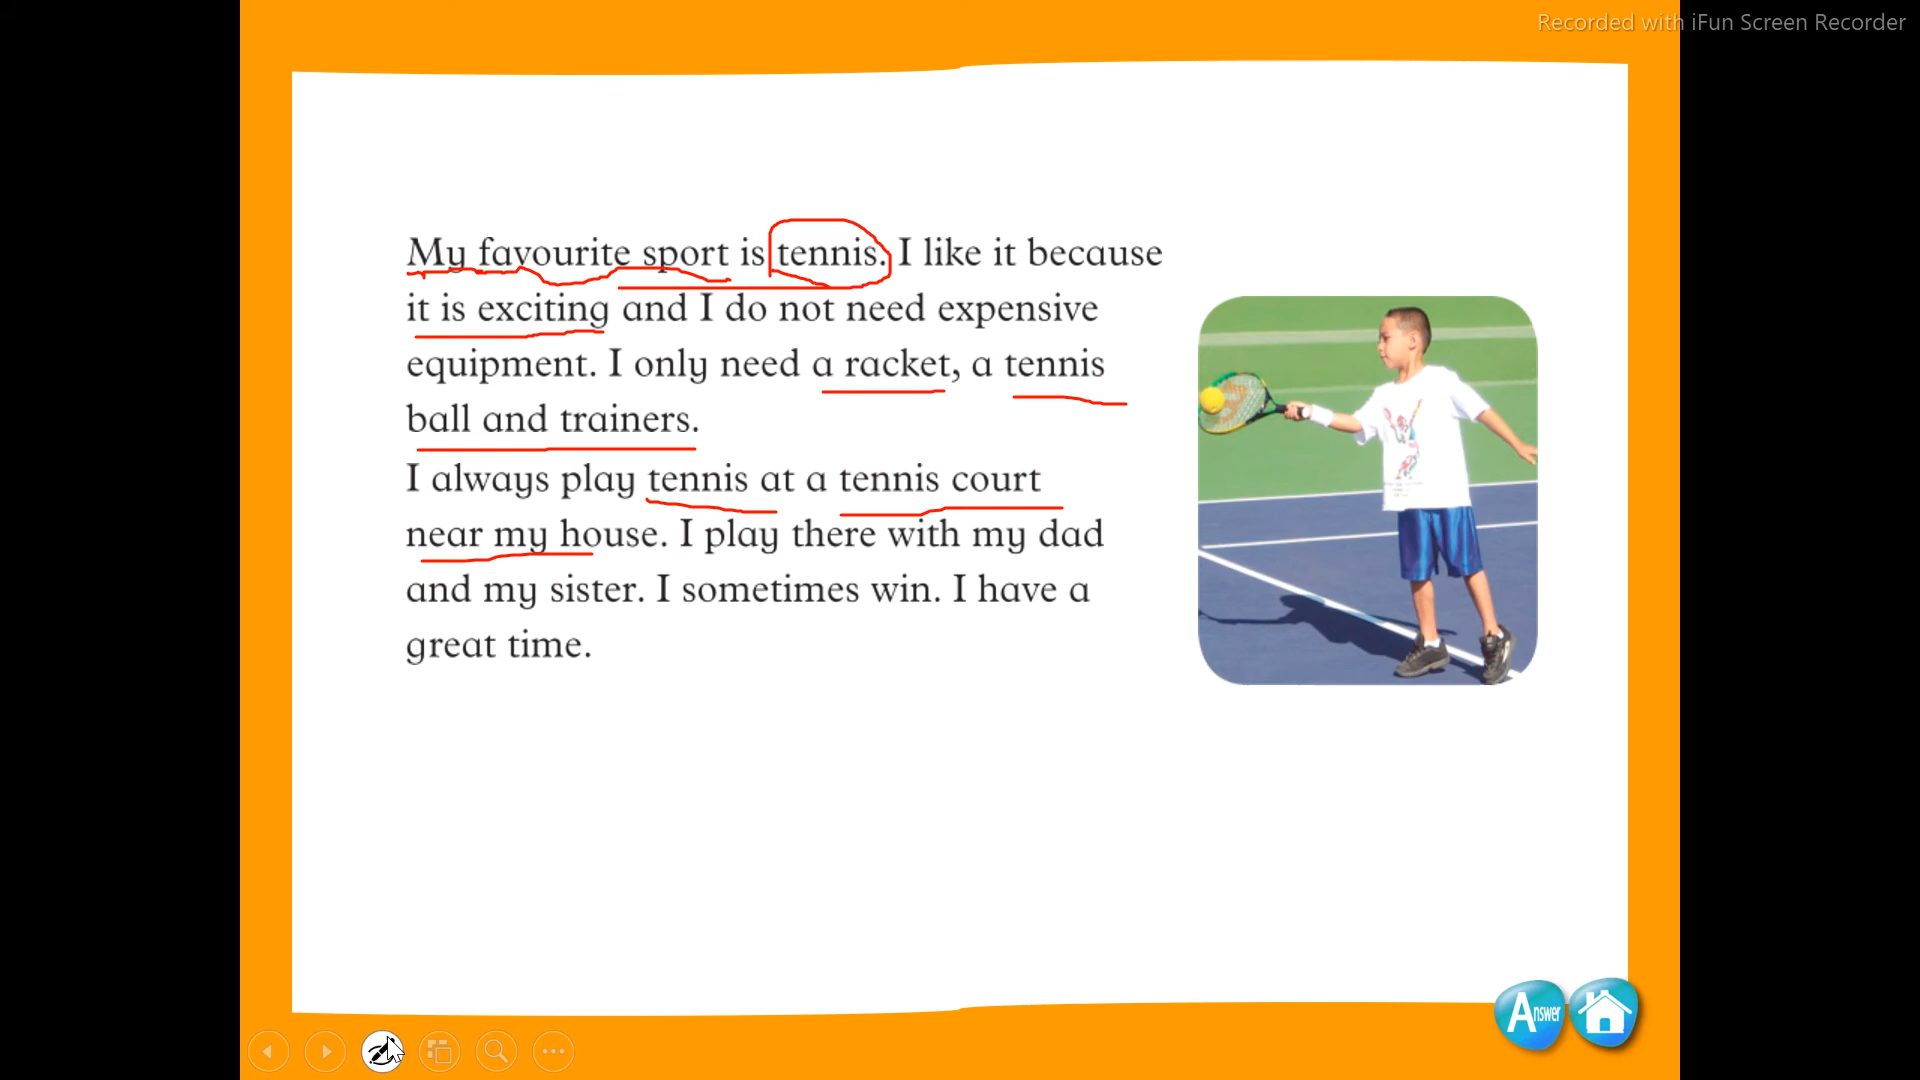 Recorded with iFun Screen Recorder
My favourite sport is tennis. I like it because
it is exciting and I do not need expensive
equipment. I only need a racket, a tennis
ball and trainers.
I always play tennis at a tennis court
near my house. I play there with my dad
and my sister. I sometimes win. I have a
great time.
Answer